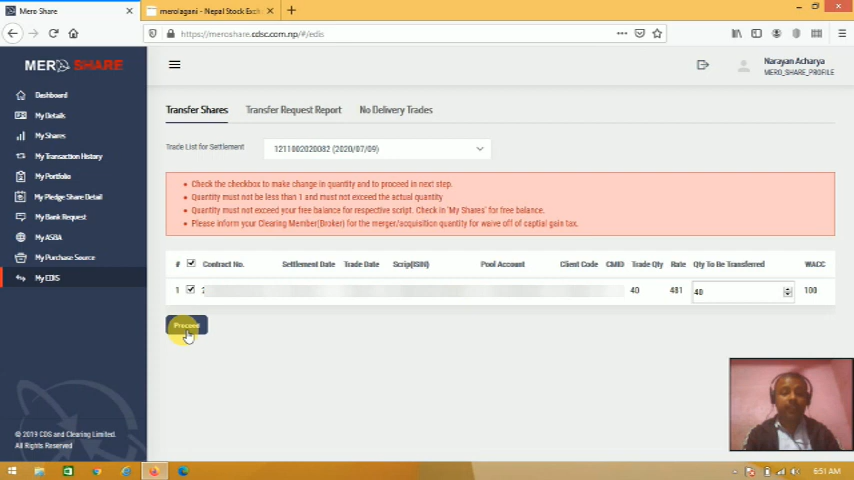 Mero Share
merolagani - Nepal Stock Exch
https://meroshare.cdsc.com.np/#/edis
MERO SHARE
Narayan Acharya
MERO_SHARE_PROFILE
Dashboard
My Details
My Shares
My Transaction History
My Portfolio
My Pledge Share Detail
My Bank Request
My ASBA
My Purchase Source
My EDIS
© 2019 CDS and Clearing Limited.
All Rights Reserved
Transfer Shares Transfer Request Report No Delivery Trades
Trade List for Settlement 1211002020082 (2020/07/09)
Check the checkbox to make change in quantity and to proceed in next step.
Quantity must not be less than 1 and must not exceed the actual quantity
Quantity must not exceed your free balance for respective script. Check in 'My Shares' for free balance.
Please inform your Clearing Member(Broker) for the merger/acquisition quantity for waive off of captial gain tax.
# Contract No. Settlement Date Trade Date Scrip(ISIN) Pool Account Client Code CMID Trade Qty Rate Qty To Be Transferred WACC
1 40 481 40 100
Proceed
6:51 AM